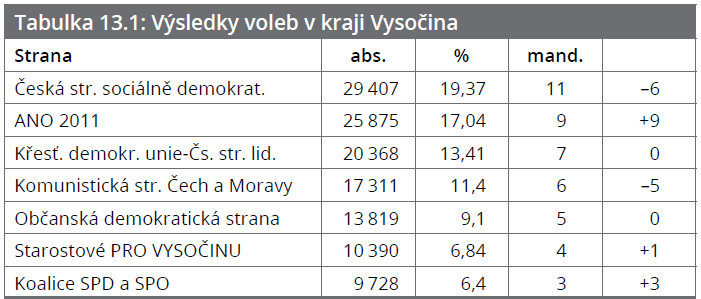 Tabulka 13.1: Výsledky voleb v kraji Vysočina
Strana abs. % mand.
Česká str. sociálně demokrat. 29 407 19,37 11 –6
ANO 2011 25 875 17,04 9 +9
Křesť. demokr. unie-Čs. str. lid. 20 368 13,41 7 0
Komunistická str. Čech a Moravy 17 311 11,4 6 –5
Občanská demokratická strana 13 819 9,1 5 0
Starostové PRO VYSOČINU 10 390 6,84 4 +1
Koalice SPD a SPO 9 728 6,4 3 +3